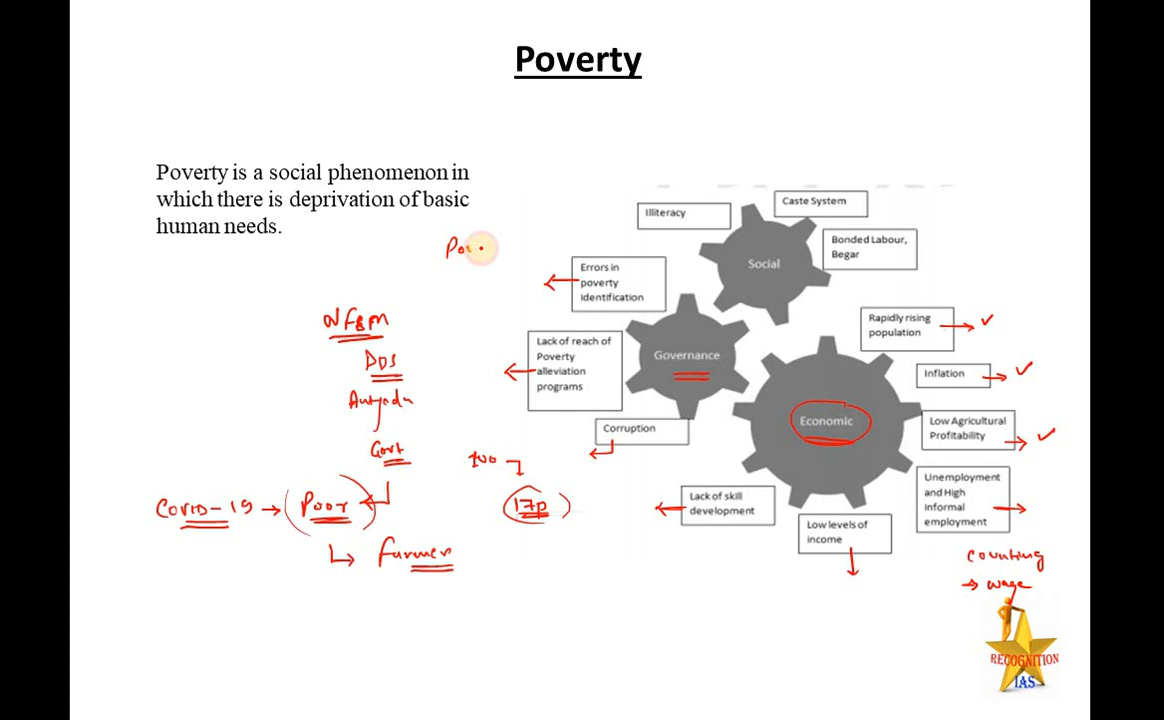 Poverty
Poverty is a social phenomenon in
which there is deprivation of basic
human needs.
Illiteracy
Caste System
Bonded Labour,
Begar
Social
Errors in
poverty
identification
Rapidly rising
population
Lack of reach of
Poverty
alleviation
programs
Governance
Inflation
Corruption
Economic
Low Agricultural
Profitability
Lack of skill
development
Low levels of
income
Unemployment
and High
informal
employment
Govt
Covid-19 → (Poor)
Farmer
17p
counting
→ wage
RECOGNITION
IAS